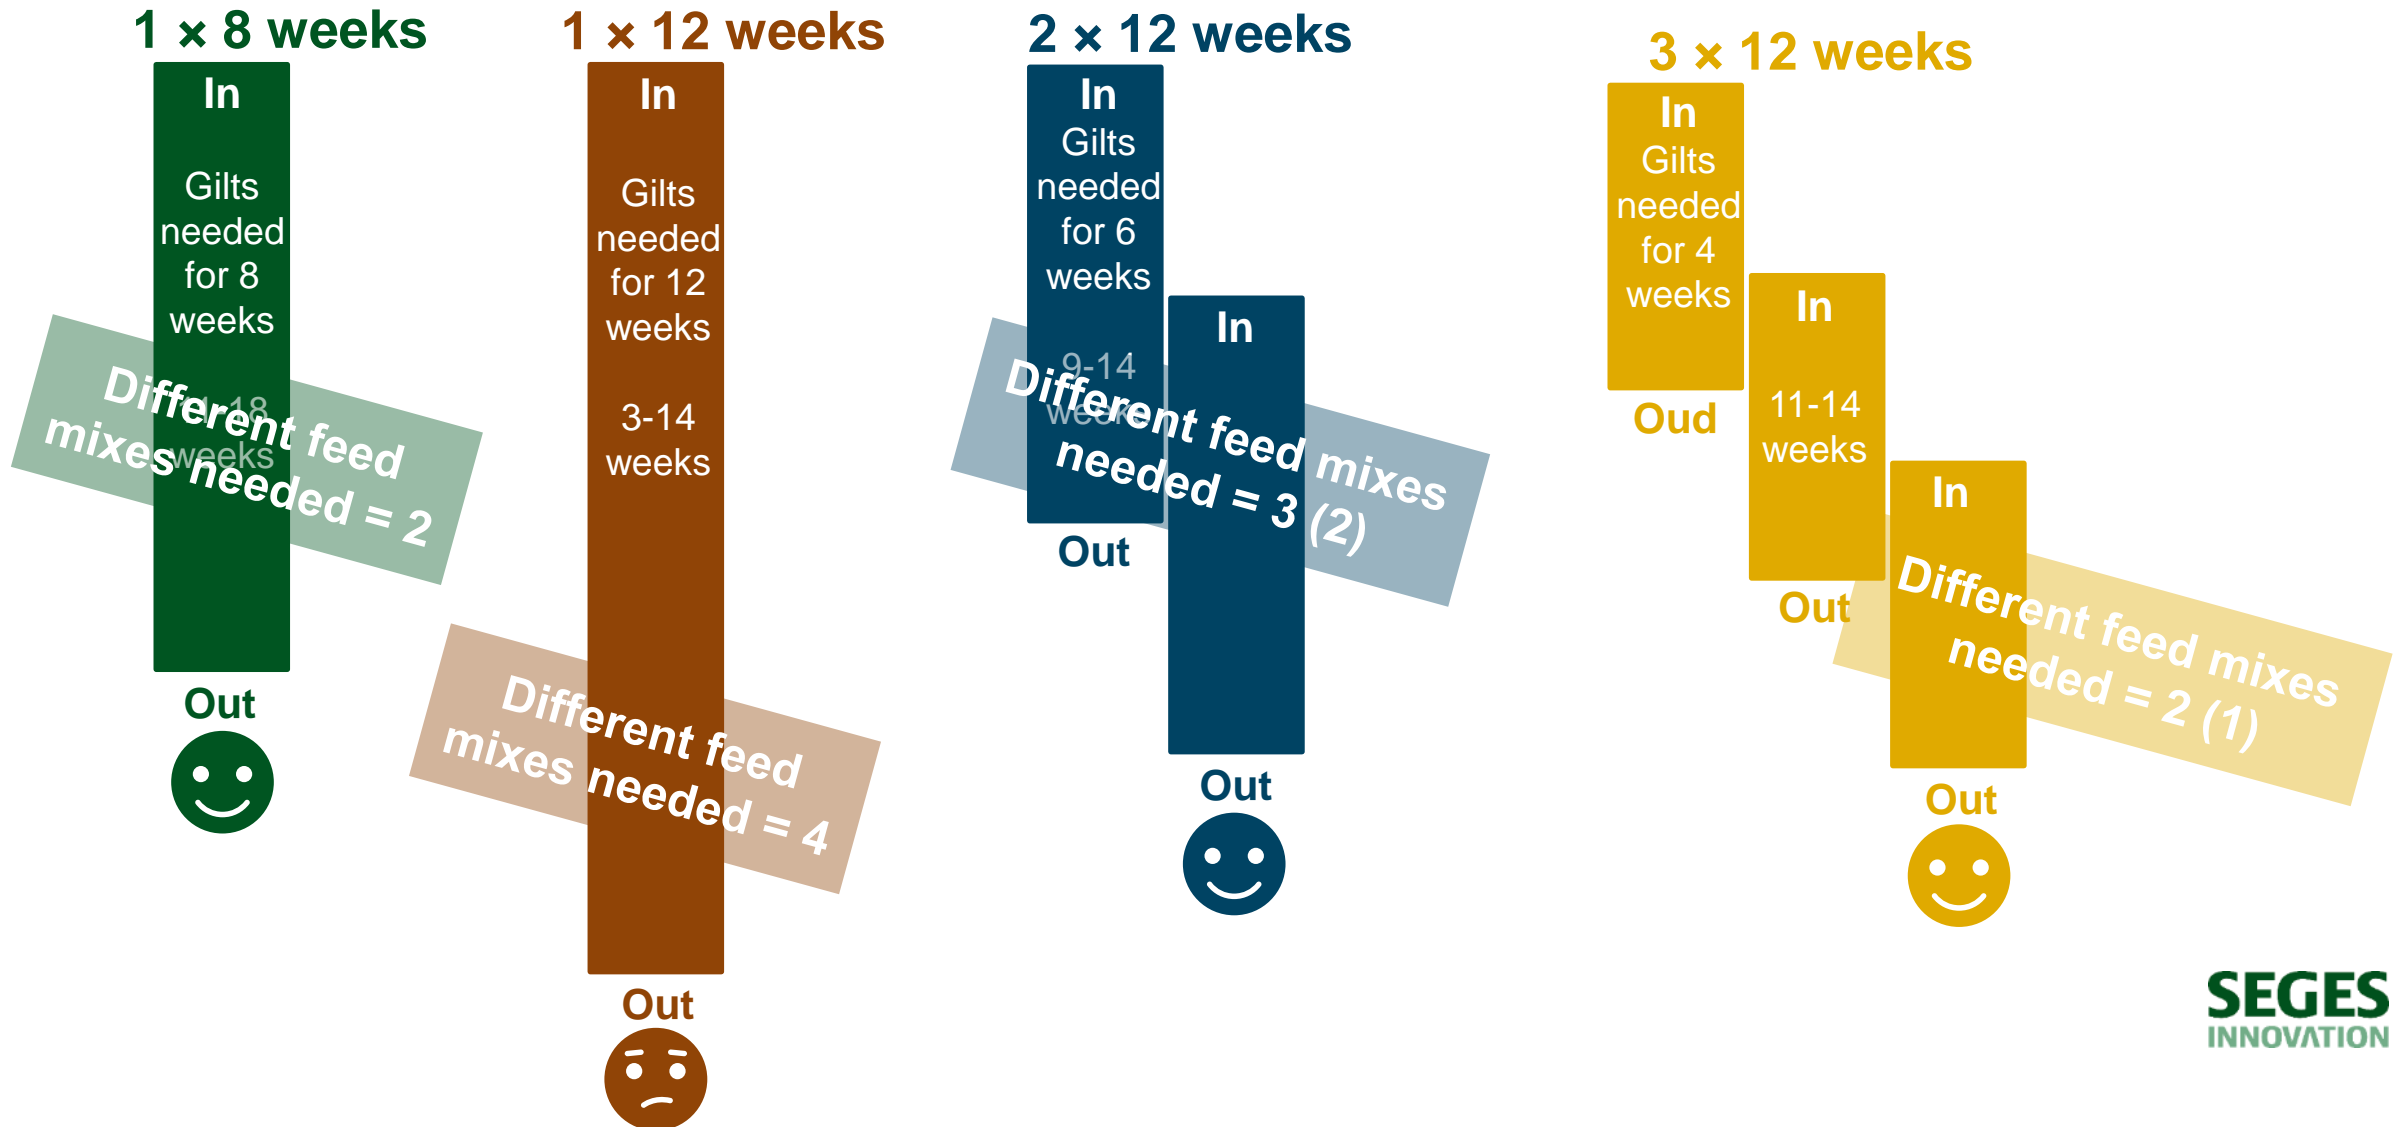 1 × 8 weeks
In
Gilts
needed
for 8
weeks
weeks
Different feed
mixes needed = 2
Out
1 × 12 weeks
In
Gilts
needed
for 12
weeks
3-14
weeks
Different feed
mixes needed = 4
Out
2 × 12 weeks
In
Gilts
needed
for 6
weeks
9-14
weeks
Out
In
Different feed mixes
needed = 3 (2)
Out
3 × 12 weeks
In
Gilts
needed
for 4
weeks
Oud
In
11-14
weeks
Out
In
Different feed mixes
needed = 2 (1)
Out
SEGES
INNOVATION